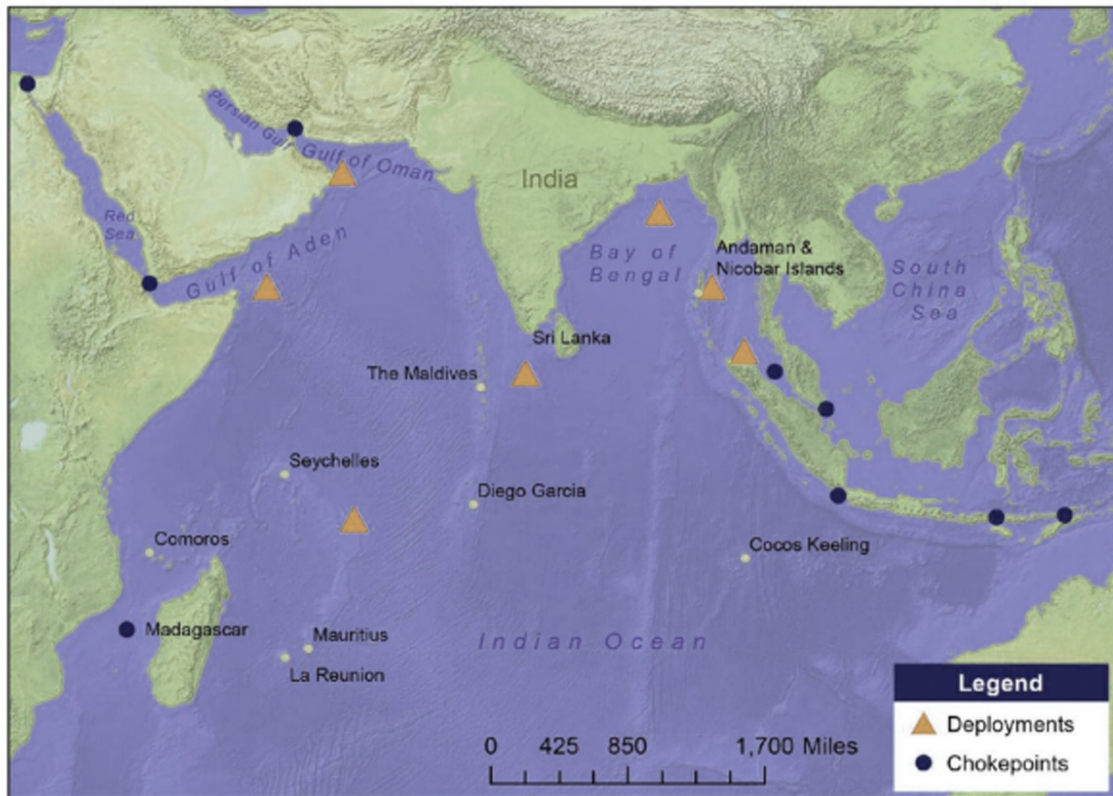 Persian Gulf
Gulf of Oman
India
Red
Sea
Gulf of Aden
Bay of
Bengal
Andaman &
Nicobar Islands
South
China
Sea
Sri Lanka
The Maldives
Seychelles
Diego Garcia
Comoros
Cocos Keeling
Madagascar
Mauritius
La Reunion
Indian Ocean
Legend
Deployments
Chokepoints
0 425 850 1,700 Miles